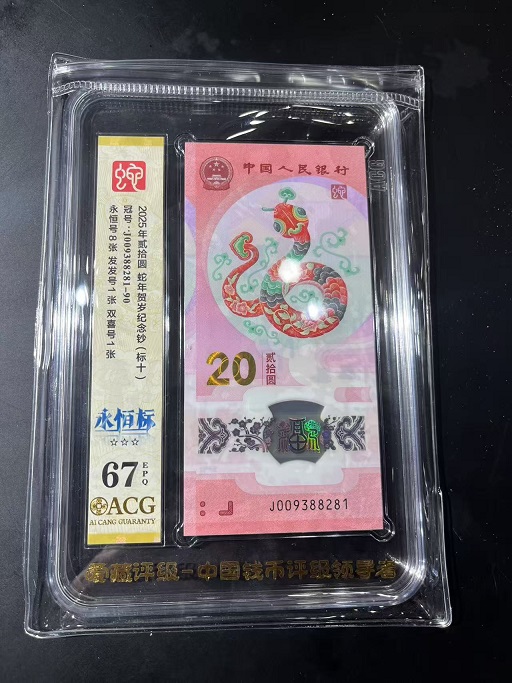 蛇
2025年贰拾圆 蛇年贺岁纪念钞（标十）
冠号：J009388281-90
永恒号8张 发发号1张 双喜号1张
永恒标
☆☆☆
67 EPQ
ACG
AI CANG GUARANTY
中国人民银行
蛇
20 贰拾圆
J009388281
ACG
爱藏评级-中国钱币评级领导者